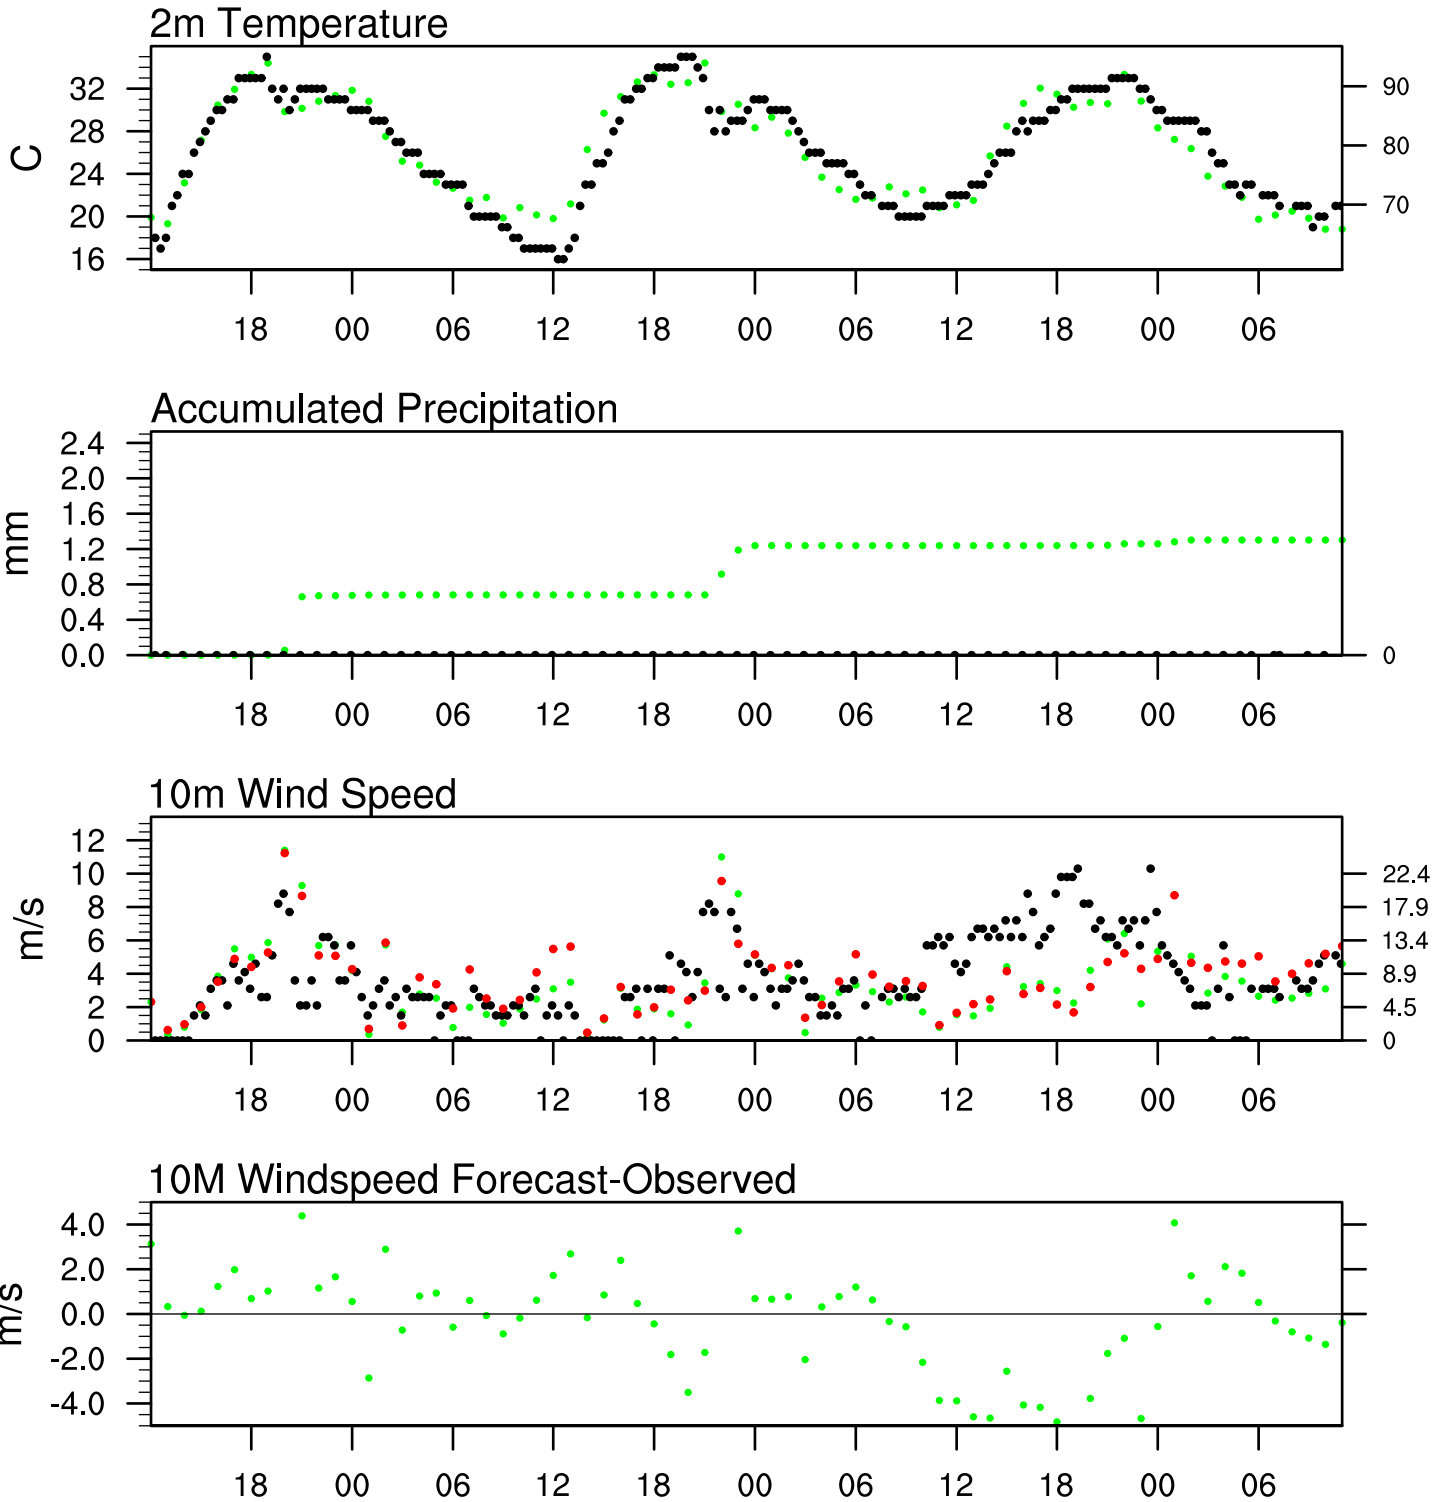 2m Temperature
C
32
28
24
20
16
90
80
70
18 00 06 12 18 00 06 12 18 00 06
Accumulated Precipitation
mm
2.4
2.0
1.6
1.2
0.8
0.4
0.0
0
18 00 06 12 18 00 06 12 18 00 06
10m Wind Speed
m/s
12
10
8
6
4
2
0
22.4
17.9
13.4
8.9
4.5
0
18 00 06 12 18 00 06 12 18 00 06
10M Windspeed Forecast-Observed
m/s
4.0
2.0
0.0
-2.0
-4.0
18 00 06 12 18 00 06 12 18 00 06